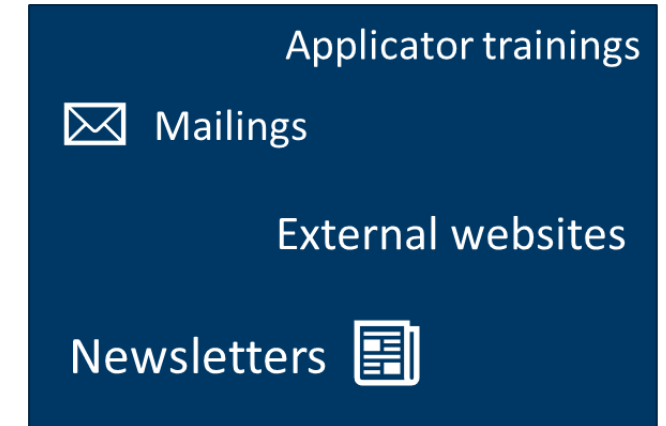 Applicator trainings
Mailings
External websites
Newsletters